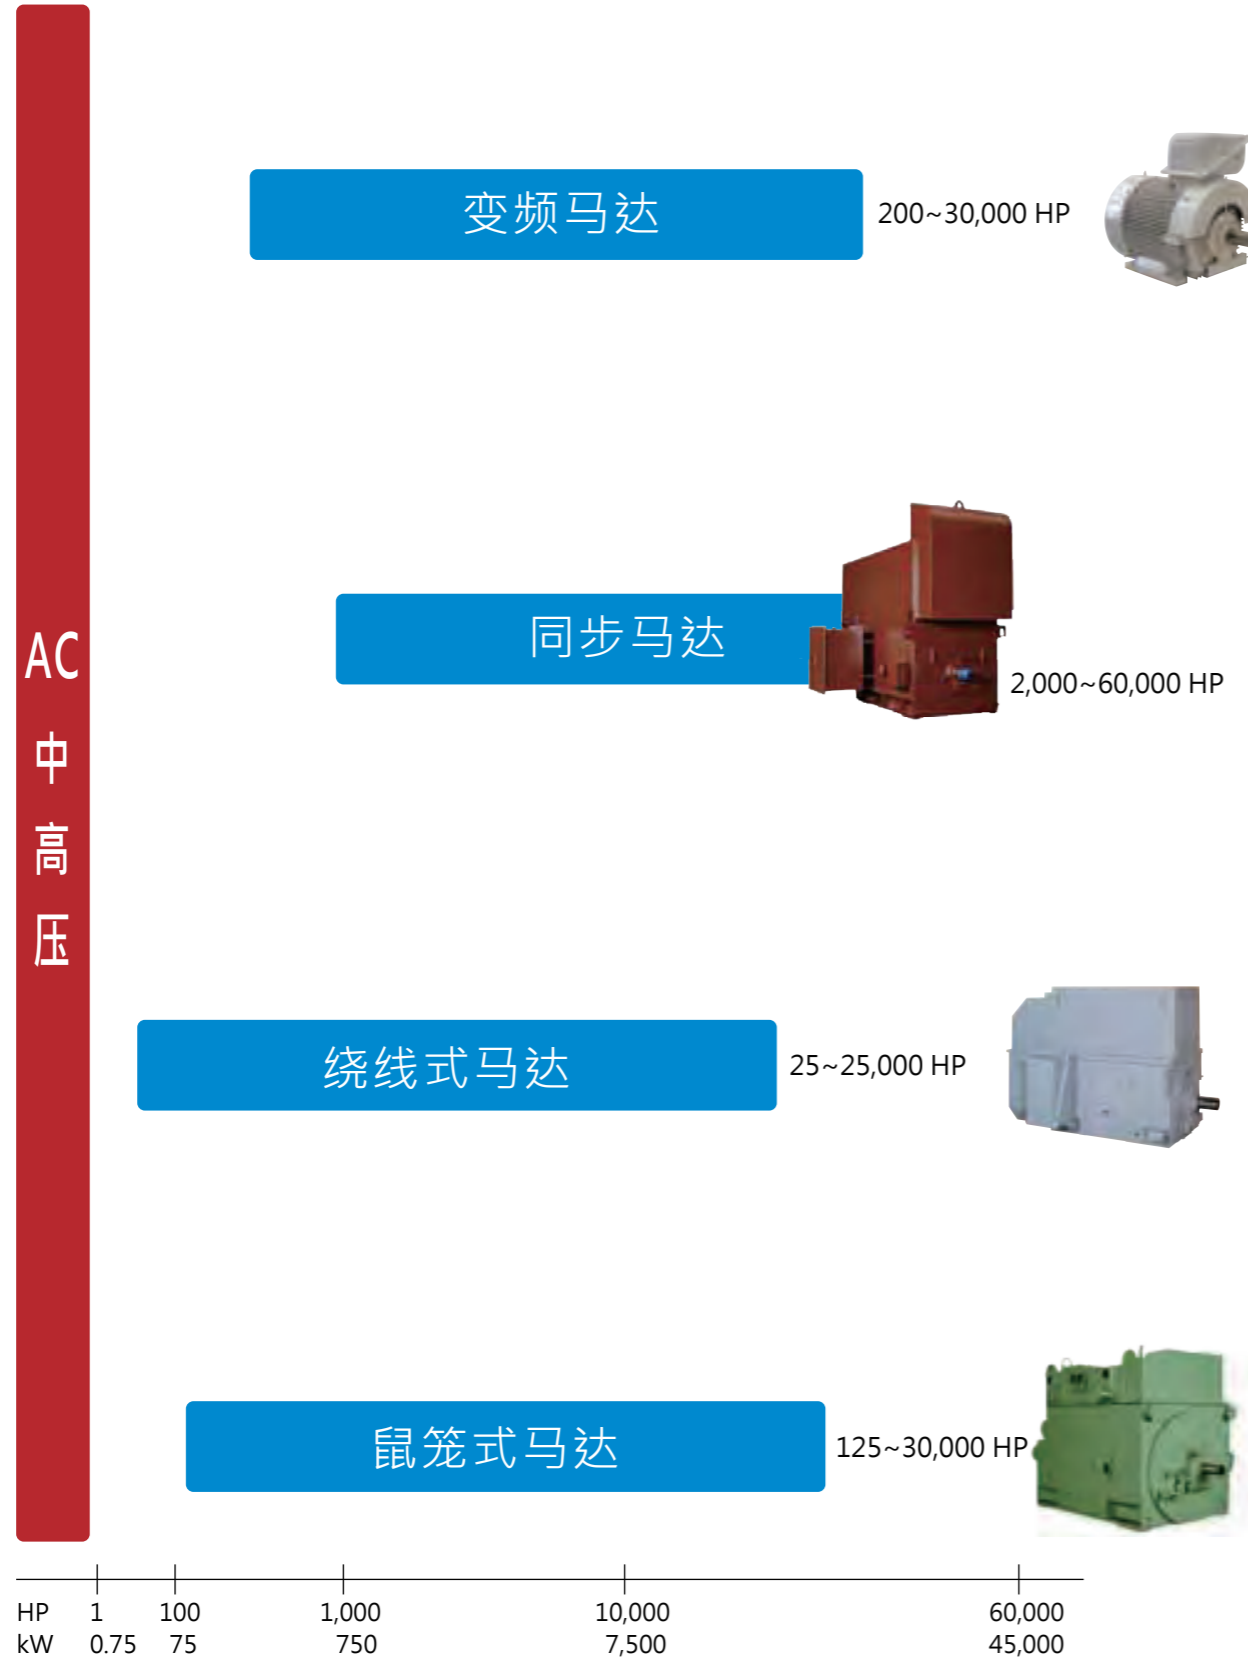 变频马达
200~30,000 HP
同步马达
2,000~60,000 HP
AC
中
高
压
绕线式马达
25~25,000 HP
鼠笼式马达
125~30,000 HP
HP 1 100 1,000 10,000 60,000
kW 0.75 75 750 7,500 45,000